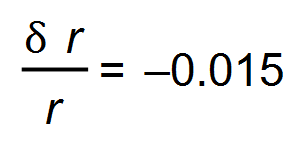 δ r / r = –0.015